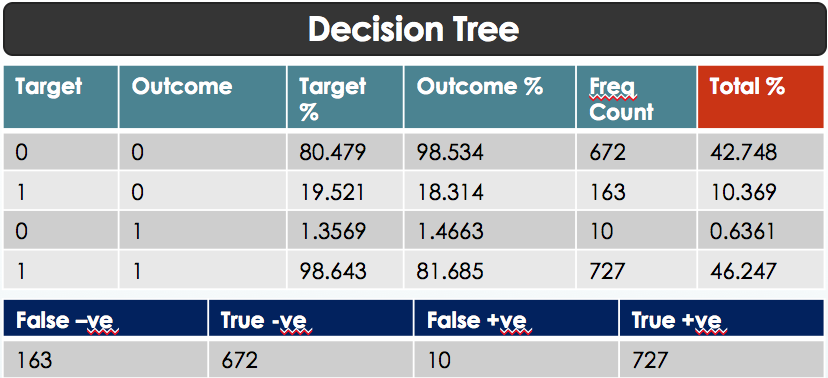 Decision Tree
Target Outcome Target % Outcome % Freq Count Total %
0 0 80.479 98.534 672 42.748
1 0 19.521 18.314 163 10.369
0 1 1.3569 1.4663 10 0.6361
1 1 98.643 81.685 727 46.247
False –ve True -ve False +ve True +ve
163 672 10 727